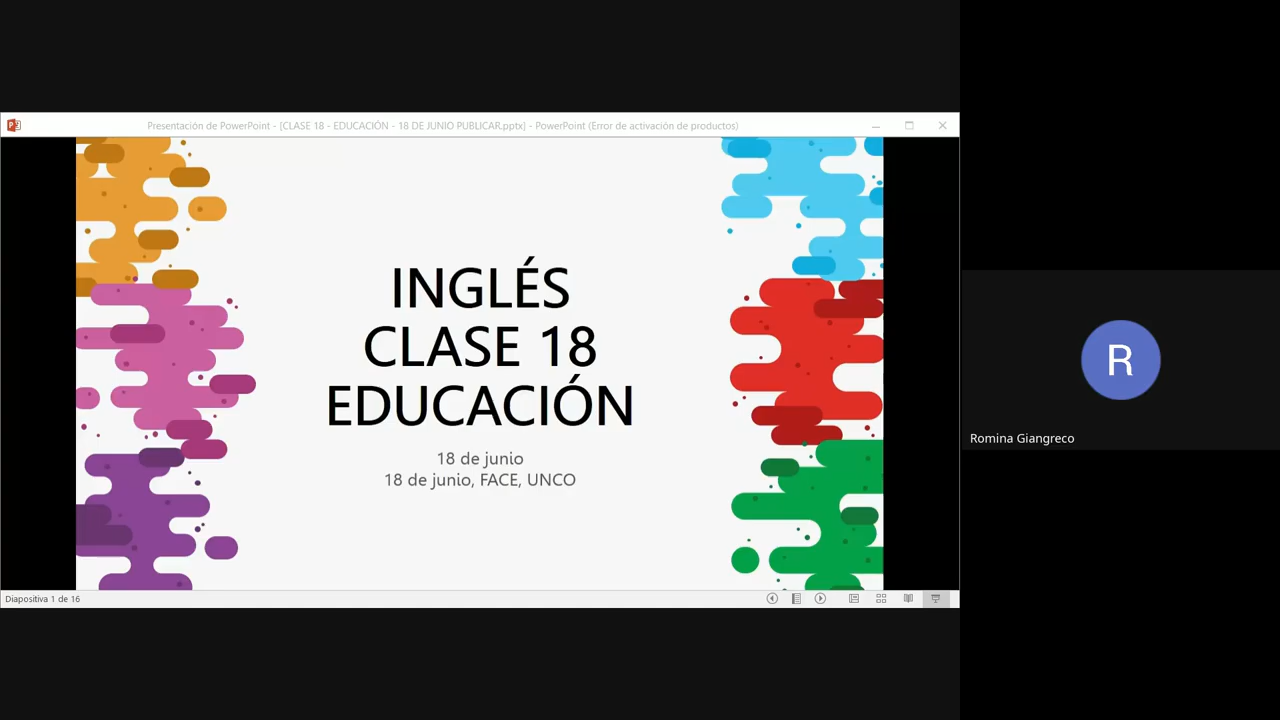 Presentación de PowerPoint - [CLASE 18 - EDUCACIÓN - 18 DE JUNIO PUBLICAR.pptx] - PowerPoint (Error de activación de productos)
INGLÉS
CLASE 18
EDUCACIÓN
18 de junio
18 de junio, FACE, UNCO
R
Romina Giangreco
Diapositiva 1 de 16